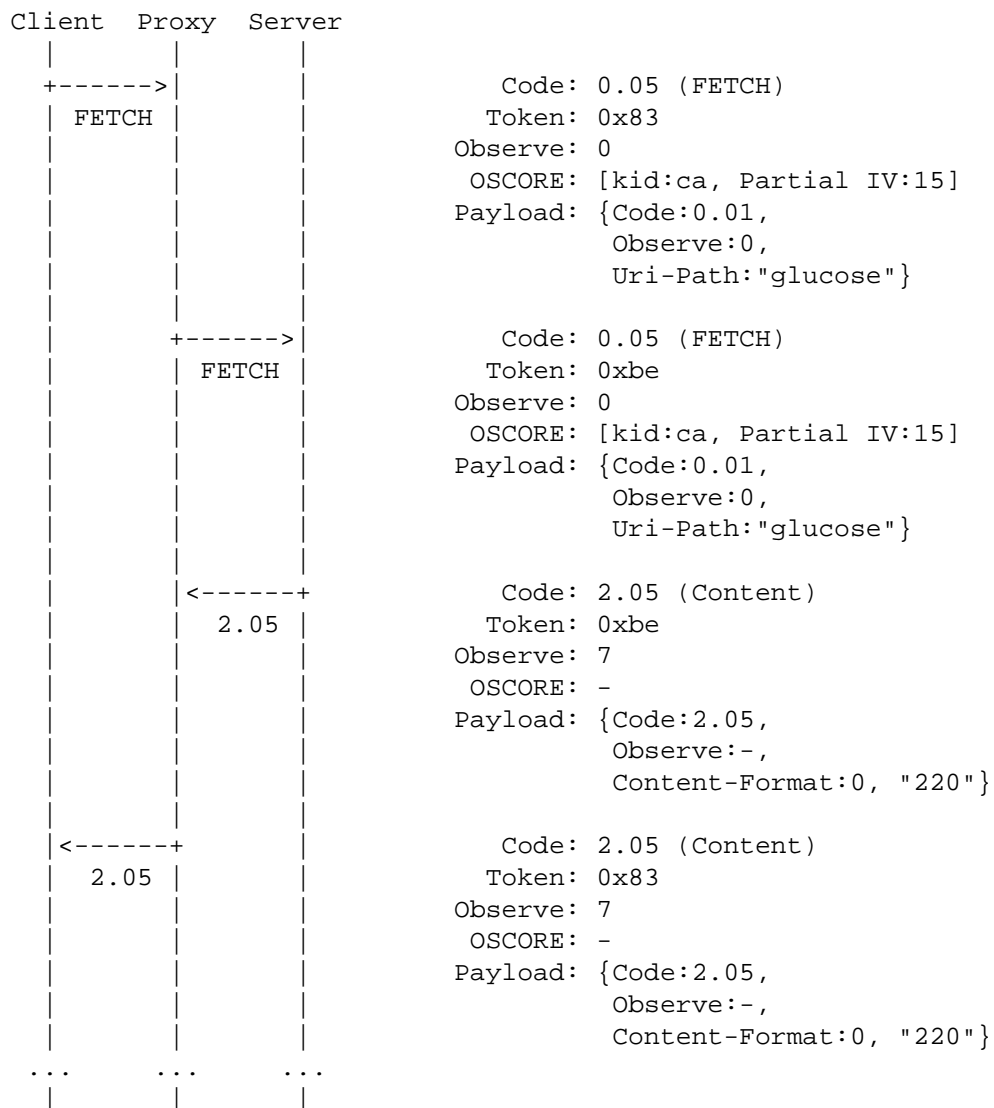 Client  Proxy  Server
   |       |       |
   +------>|       |            Code: 0.05 (FETCH)
   | FETCH |       |           Token: 0x83
   |       |       |         Observe: 0
   |       |       |          OSCORE: [kid:ca, Partial IV:15]
   |       |       |         Payload: {Code:0.01,
   |       |       |                   Observe:0,
   |       |       |                   Uri-Path:"glucose"}
   |       |       |
   |       +------>|            Code: 0.05 (FETCH)
   |       | FETCH |           Token: 0xbe
   |       |       |         Observe: 0
   |       |       |          OSCORE: [kid:ca, Partial IV:15]
   |       |       |         Payload: {Code:0.01,
   |       |       |                   Observe:0,
   |       |       |                   Uri-Path:"glucose"}
   |       |       |
   |       |<------+            Code: 2.05 (Content)
   |       |  2.05 |           Token: 0xbe
   |       |       |         Observe: 7
   |       |       |          OSCORE: -
   |       |       |         Payload: {Code:2.05,
   |       |       |                   Observe:-,
   |       |       |                   Content-Format:0, "220"}
   |       |       |
   |<------+       |            Code: 2.05 (Content)
   |  2.05 |       |           Token: 0x83
   |       |       |         Observe: 7
   |       |       |          OSCORE: -
   |       |       |         Payload: {Code:2.05,
   |       |       |                   Observe:-,
   |       |       |                   Content-Format:0, "220"}
  ...     ...     ...
   |       |       |